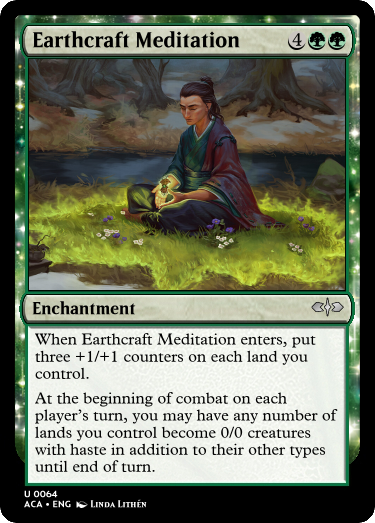 Earthcraft Meditation 4
Enchantment
When Earthcraft Meditation enters, put
three +1/+1 counters on each land you
control.
At the beginning of combat on each
player's turn, you may have any number of
lands you control become 0/0 creatures
with haste in addition to their other types
until end of turn.
U 0064
ACA • ENG Linda Lithén